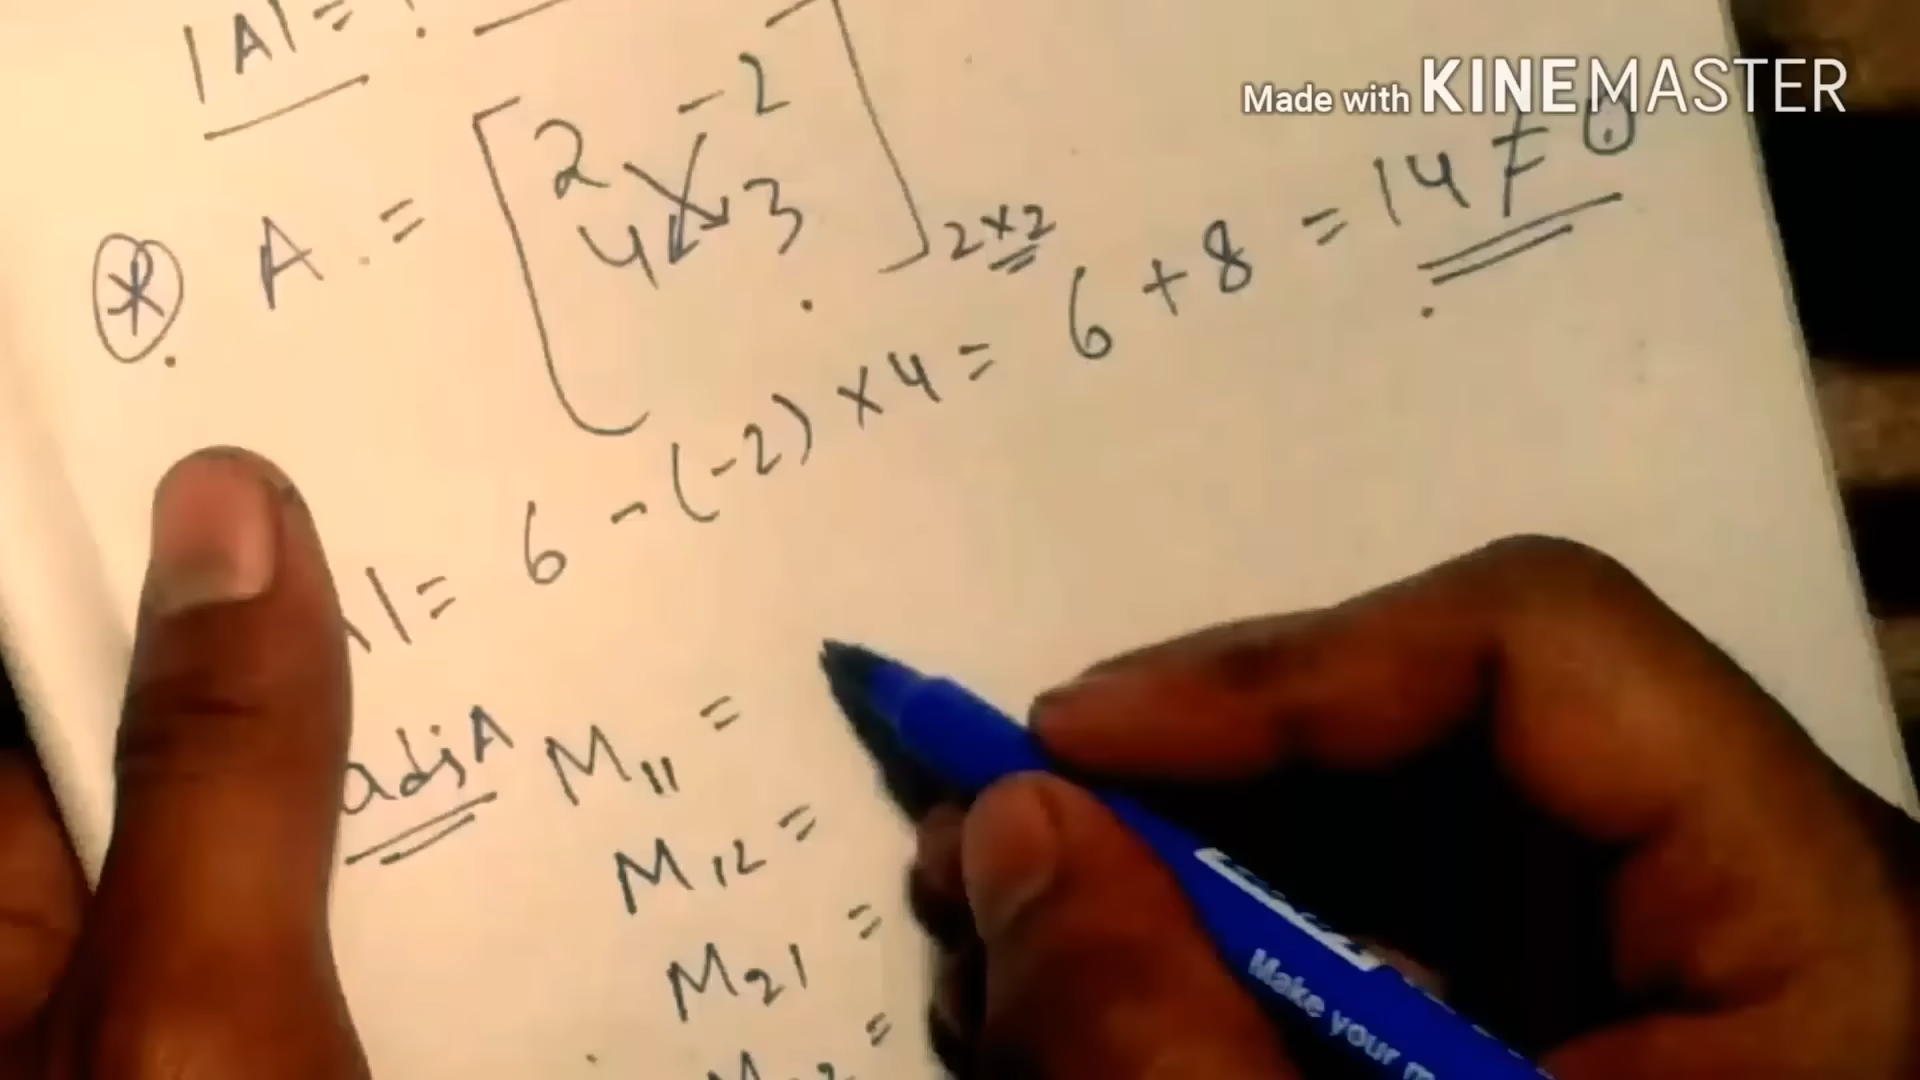 |A| = ?
Made with KINEMASTER
A = [ 2 -2
4 3 ] 2×2
|= 6 - (-2) × 4 = 6 + 8 = 14 ≠ 0
adjA M11 =
M12 =
M21 =
=
Make your m